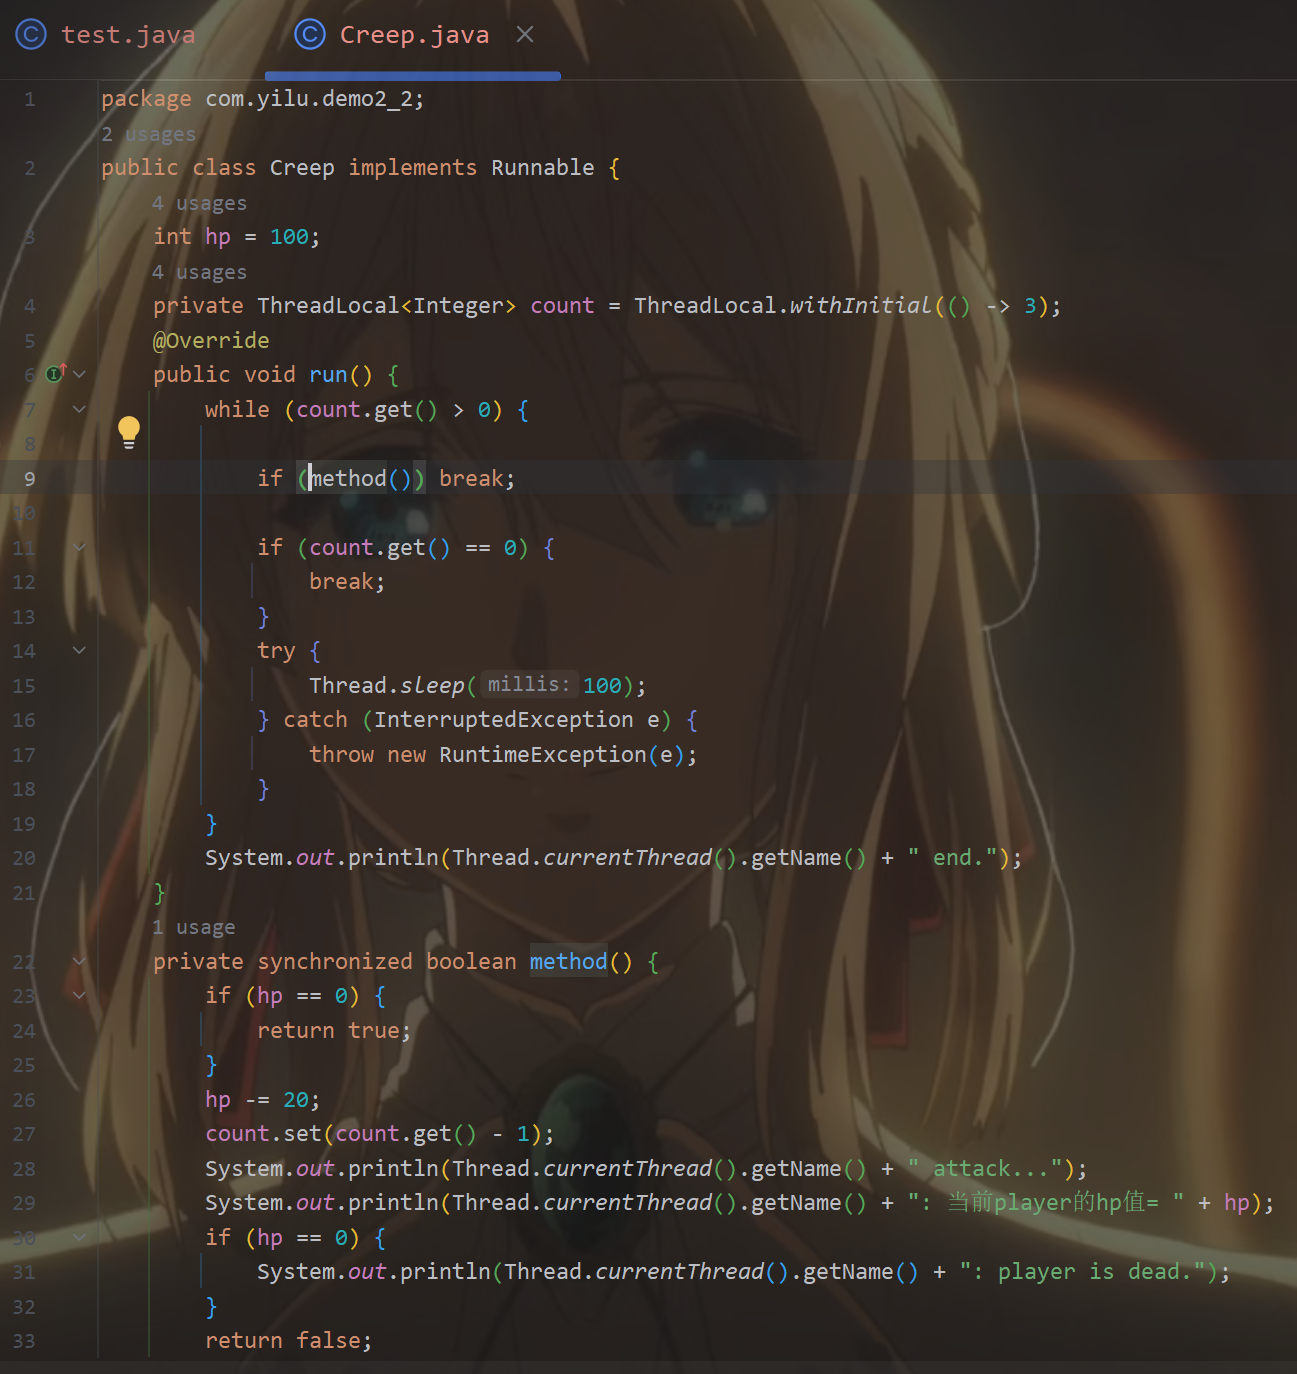 test.java Creep.java
1 package com.yilu.demo2_2;
2 usages
2 public class Creep implements Runnable {
4 usages
3 int hp = 100;
4 usages
4 private ThreadLocal<Integer> count = ThreadLocal.withInitial(() -> 3);
5 @Override
6 public void run() {
7 while (count.get() > 0) {
8
9 if (method()) break;
10
11 if (count.get() == 0) {
12 break;
13 }
14 try {
15 Thread.sleep( millis: 100);
16 } catch (InterruptedException e) {
17 throw new RuntimeException(e);
18 }
19 }
20 System.out.println(Thread.currentThread().getName() + " end.");
21 }
1 usage
22 private synchronized boolean method() {
23 if (hp == 0) {
24 return true;
25 }
26 hp -= 20;
27 count.set(count.get() - 1);
28 System.out.println(Thread.currentThread().getName() + " attack...");
29 System.out.println(Thread.currentThread().getName() + ": 当前player的hp值= " + hp);
30 if (hp == 0) {
31 System.out.println(Thread.currentThread().getName() + ": player is dead.");
32 }
33 return false;